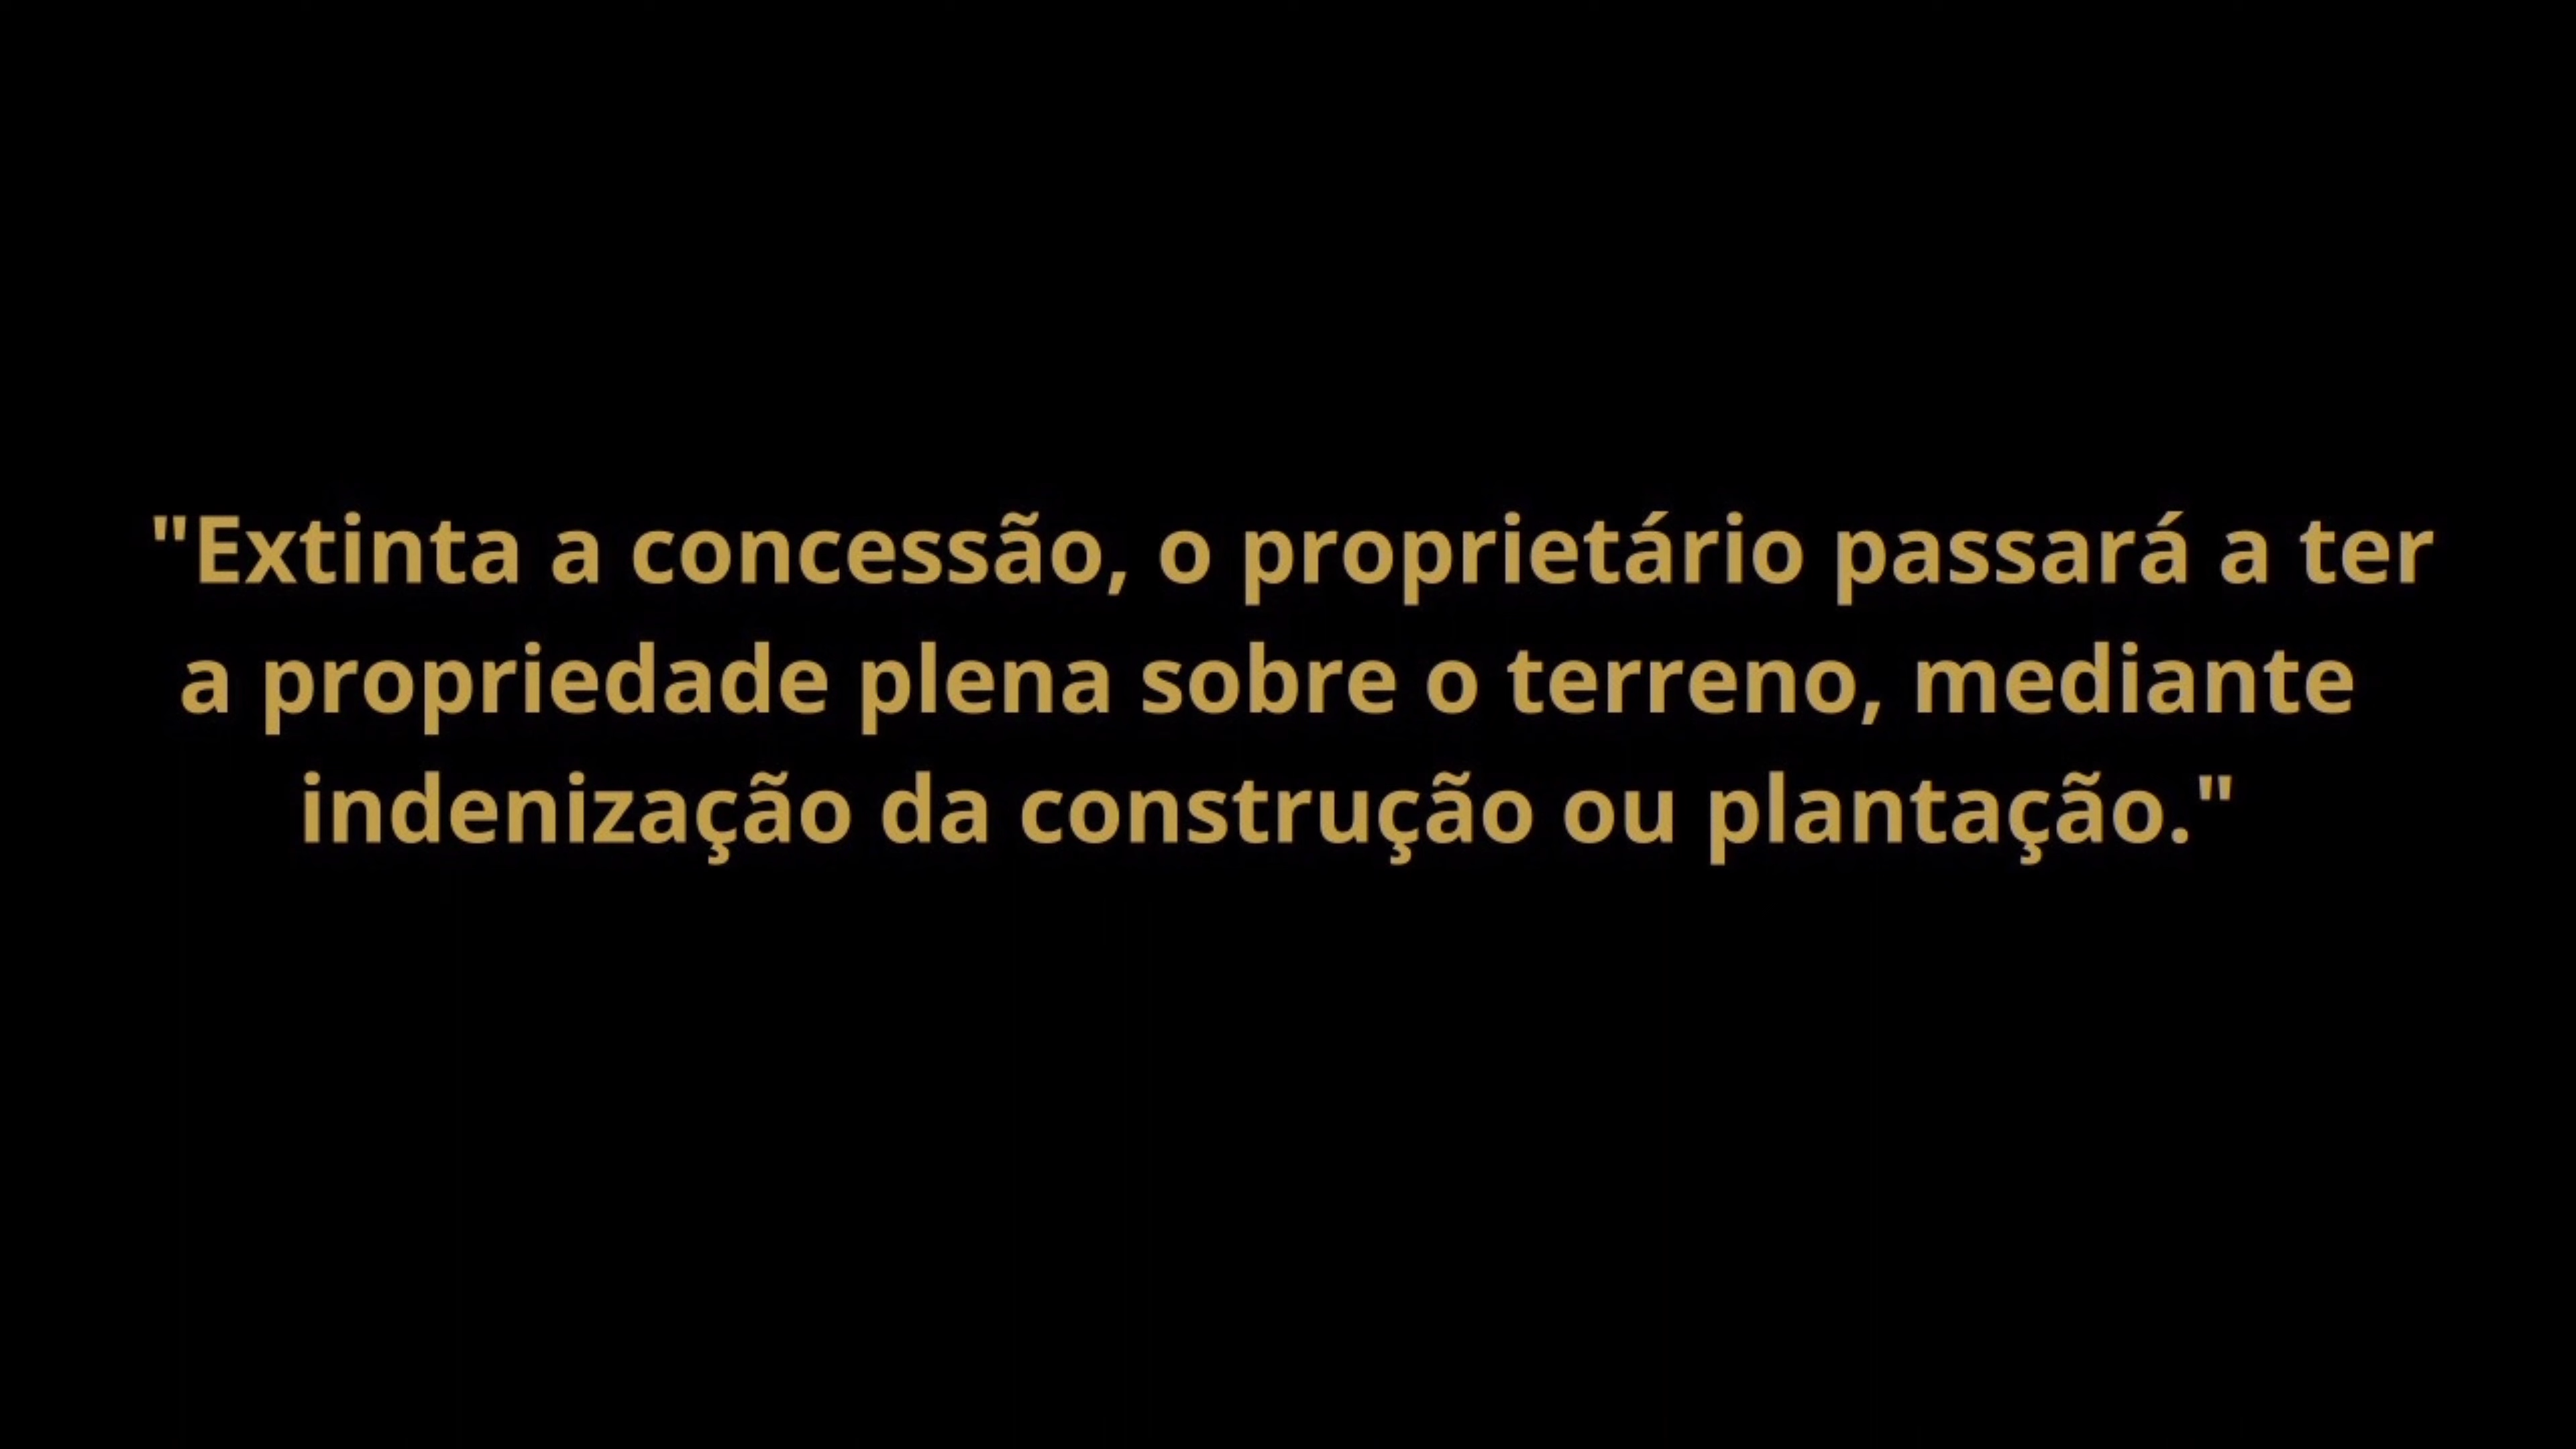 "Extinta a concessão, o proprietário passará a ter
a propriedade plena sobre o terreno, mediante
indenização da construção ou plantação."